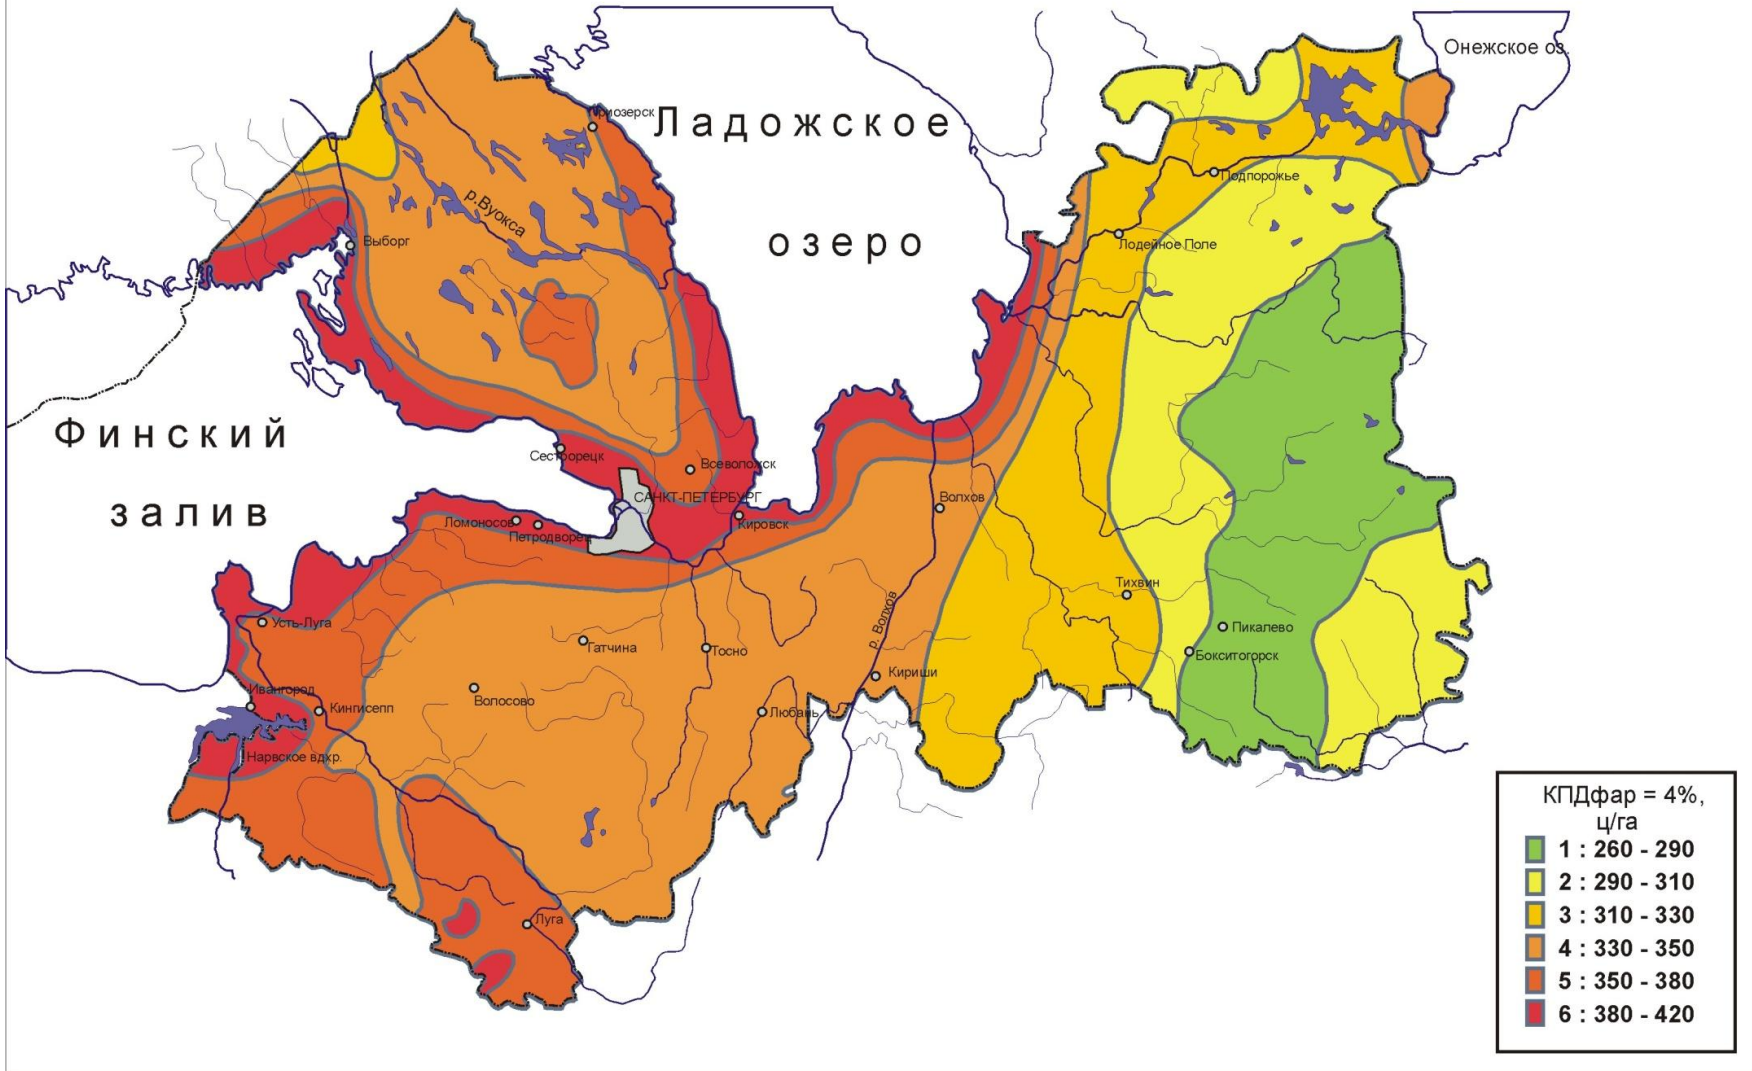 Онежское оз.
Приозерск
Ладожское
озеро
р.Вуокса
Подпорожье
Лодейное Поле
Выборг
Финский
залив
Сестрорецк
Всеволожск
САНКТ-ПЕТЕРБУРГ
Ломоносов
Петродворец
Кировск
Волхов
р. Волхов
Тихвин
Усть-Луга
Гатчина
Тосно
Пикалево
Бокситогорск
Кириши
Ивангород
Кингисепп
Волосово
Любань
Нарвское вдхр.
Луга
КПДфар = 4%,
ц/га
1 : 260 - 290
2 : 290 - 310
3 : 310 - 330
4 : 330 - 350
5 : 350 - 380
6 : 380 - 420